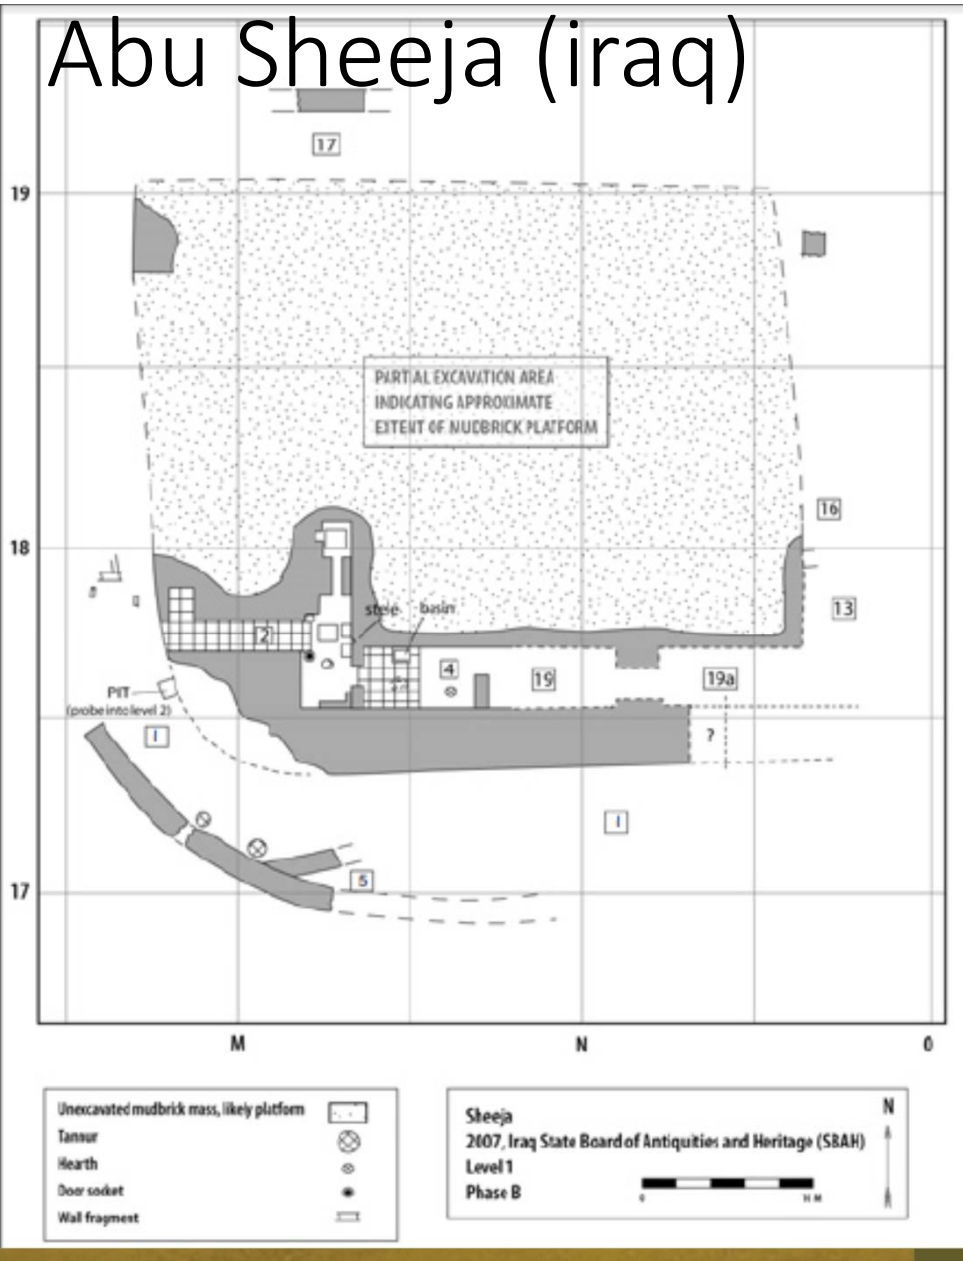 Abu Sheeja (iraq)
17
19
PARTIAL EXCAVATION AREA
INDICATING APPROXIMATE
EXTENT OF MUDBRICK PLATFORM
16
18
13
stele basin
2
4
19
19a
PIT
(probe into level 2)
I
?
I
5
17
M N 0
Unexcavated mudbrick mass, likely platform
Tannur
Hearth
Door socket
Wall fragment
Sheeja
2007, Iraq State Board of Antiquities and Heritage (SBAH)
Level 1
Phase B
N
0 M